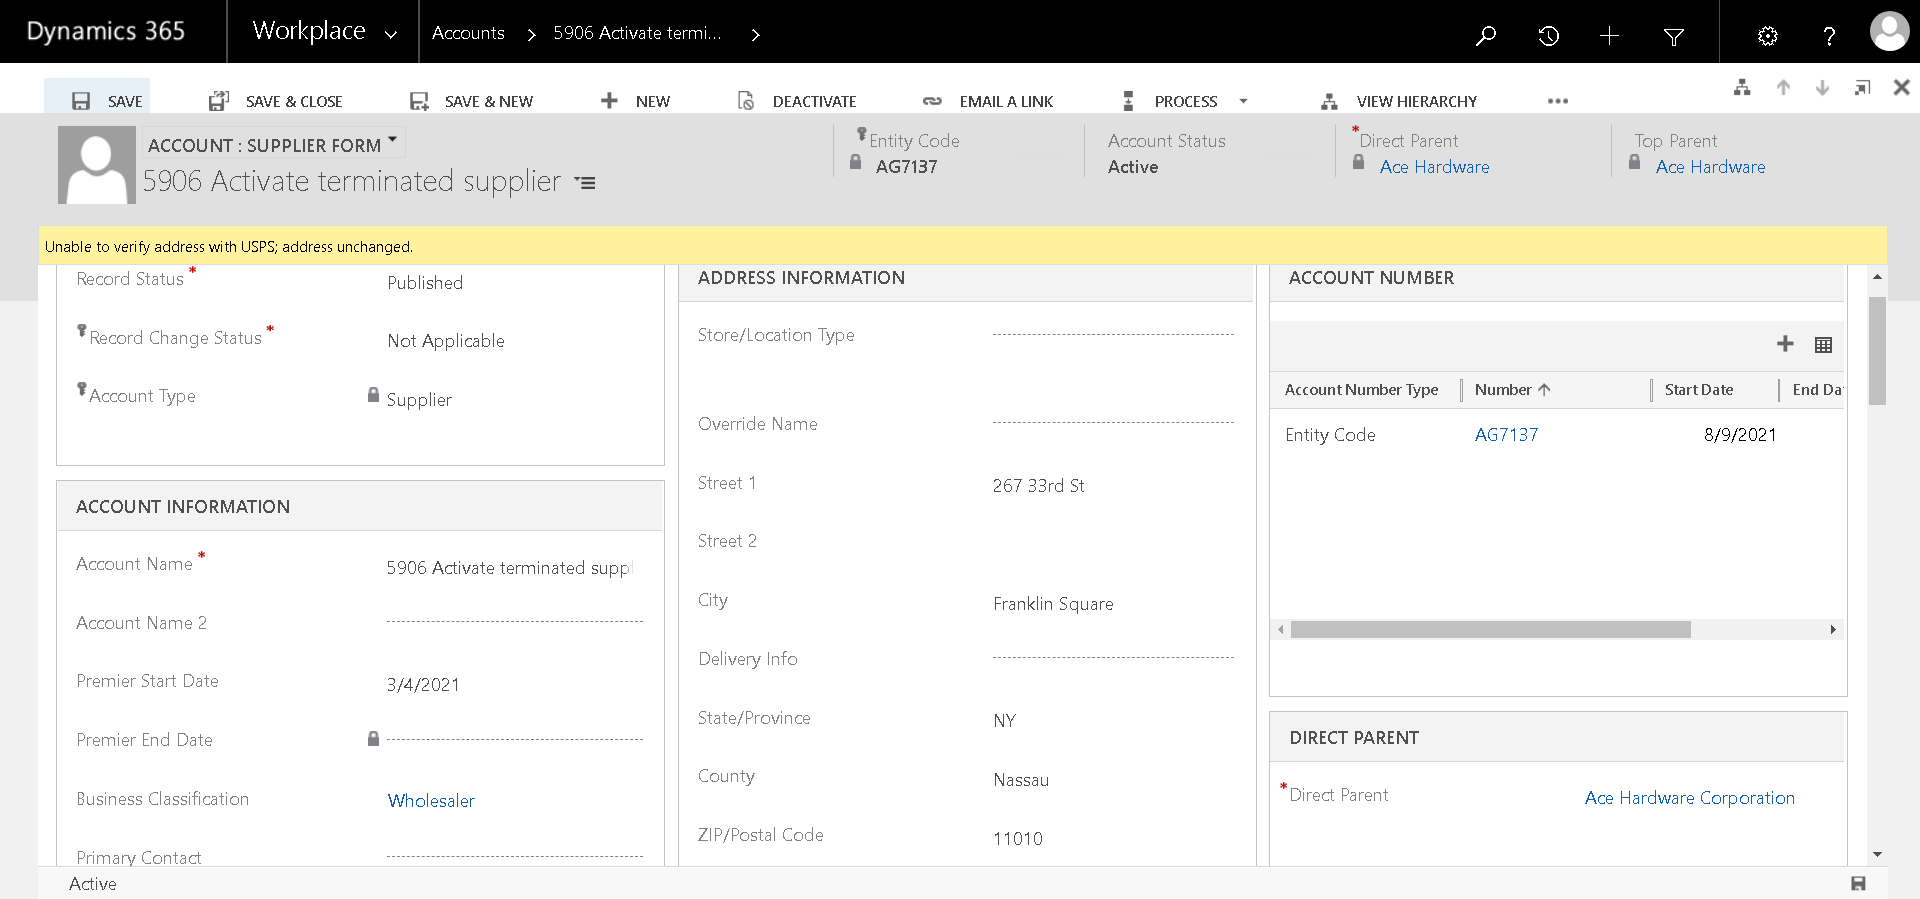 Dynamics 365
Workplace
Accounts
5906 Activate termi...
SAVE
SAVE & CLOSE
SAVE & NEW
NEW
DEACTIVATE
EMAIL A LINK
PROCESS
VIEW HIERARCHY
ACCOUNT : SUPPLIER FORM
5906 Activate terminated supplier
Entity Code
AG7137
Account Status
Active
*Direct Parent
Ace Hardware
Top Parent
Ace Hardware
Unable to verify address with USPS; address unchanged.
Record Status *
Published
Record Change Status *
Not Applicable
Account Type
Supplier
ACCOUNT INFORMATION
Account Name *
5906 Activate terminated suppl
Account Name 2
Premier Start Date
3/4/2021
Premier End Date
Business Classification
Wholesaler
Primary Contact
ADDRESS INFORMATION
Store/Location Type
Override Name
Street 1
267 33rd St
Street 2
City
Franklin Square
Delivery Info
State/Province
NY
County
Nassau
ZIP/Postal Code
11010
ACCOUNT NUMBER
Account Number Type
Number
Start Date
End Da
Entity Code
AG7137
8/9/2021
DIRECT PARENT
*Direct Parent
Ace Hardware Corporation
Active